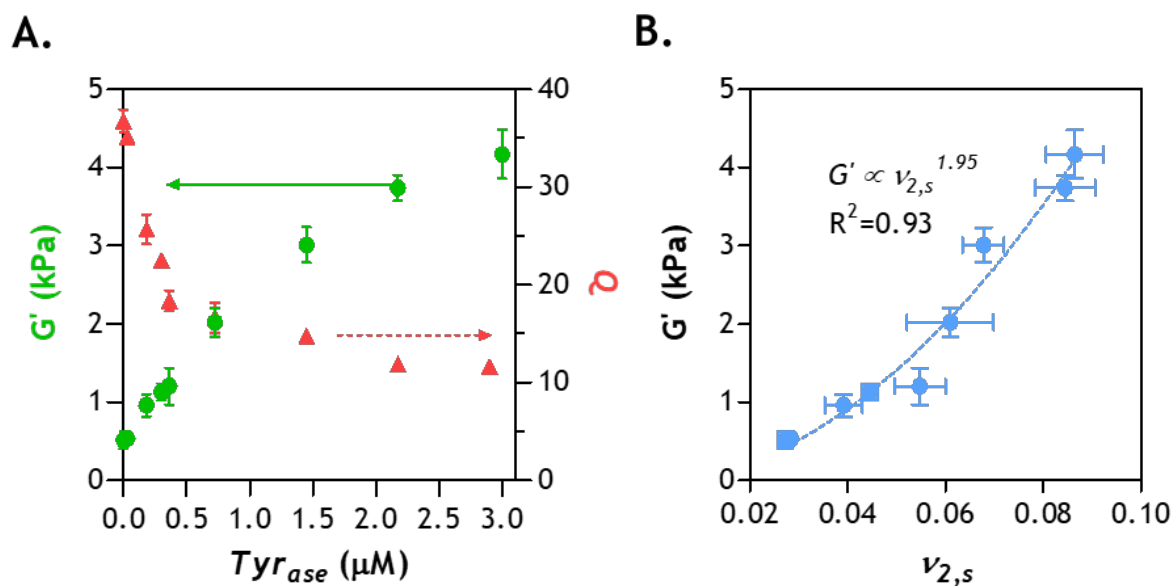 A.
B.
5
4
3
2
1
0
G' (kPa)
40
30
20
10
0
Q
0.0 0.5 1.0 1.5 2.0 2.5 3.0
Tyrase (μM)
5
4
3
2
1
0
G' (kPa)
G' ∝ ν2,s^1.95
R²=0.93
0.02 0.04 0.06 0.08 0.10
ν2,s